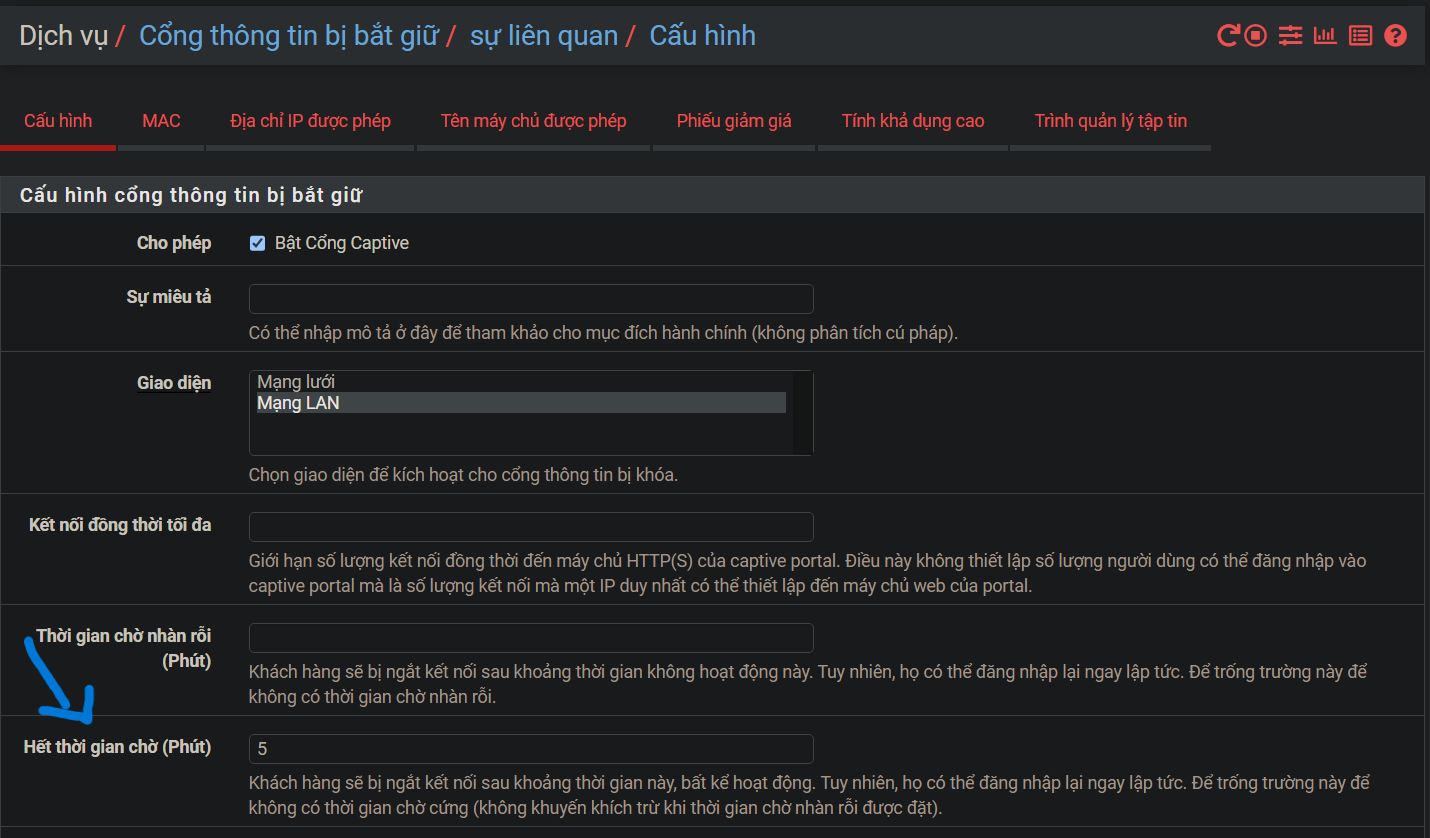 Dịch vụ / Cổng thông tin bị bắt giữ / sự liên quan / Cấu hình
Cấu hình MAC Địa chỉ IP được phép Tên máy chủ được phép Phiếu giảm giá Tính khả dụng cao Trình quản lý tập tin
Cấu hình cổng thông tin bị bắt giữ
Cho phép Bật Cổng Captive
Sự miêu tả
Có thể nhập mô tả ở đây để tham khảo cho mục đích hành chính (không phân tích cú pháp).
Giao diện Mạng lưới
Mạng LAN
Chọn giao diện để kích hoạt cho cổng thông tin bị khóa.
Kết nối đồng thời tối đa
Giới hạn số lượng kết nối đồng thời đến máy chủ HTTP(S) của captive portal. Điều này không thiết lập số lượng người dùng có thể đăng nhập vào
captive portal mà là số lượng kết nối mà một IP duy nhất có thể thiết lập đến máy chủ web của portal.
Thời gian chờ nhàn rỗi
(Phút)
Khách hàng sẽ bị ngắt kết nối sau khoảng thời gian không hoạt động này. Tuy nhiên, họ có thể đăng nhập lại ngay lập tức. Để trống trường này để
không có thời gian chờ nhàn rỗi.
Hết thời gian chờ (Phút) 5
Khách hàng sẽ bị ngắt kết nối sau khoảng thời gian này, bất kể hoạt động. Tuy nhiên, họ có thể đăng nhập lại ngay lập tức. Để trống trường này để
không có thời gian chờ cứng (không khuyến khích trừ khi thời gian chờ nhàn rỗi được đặt).